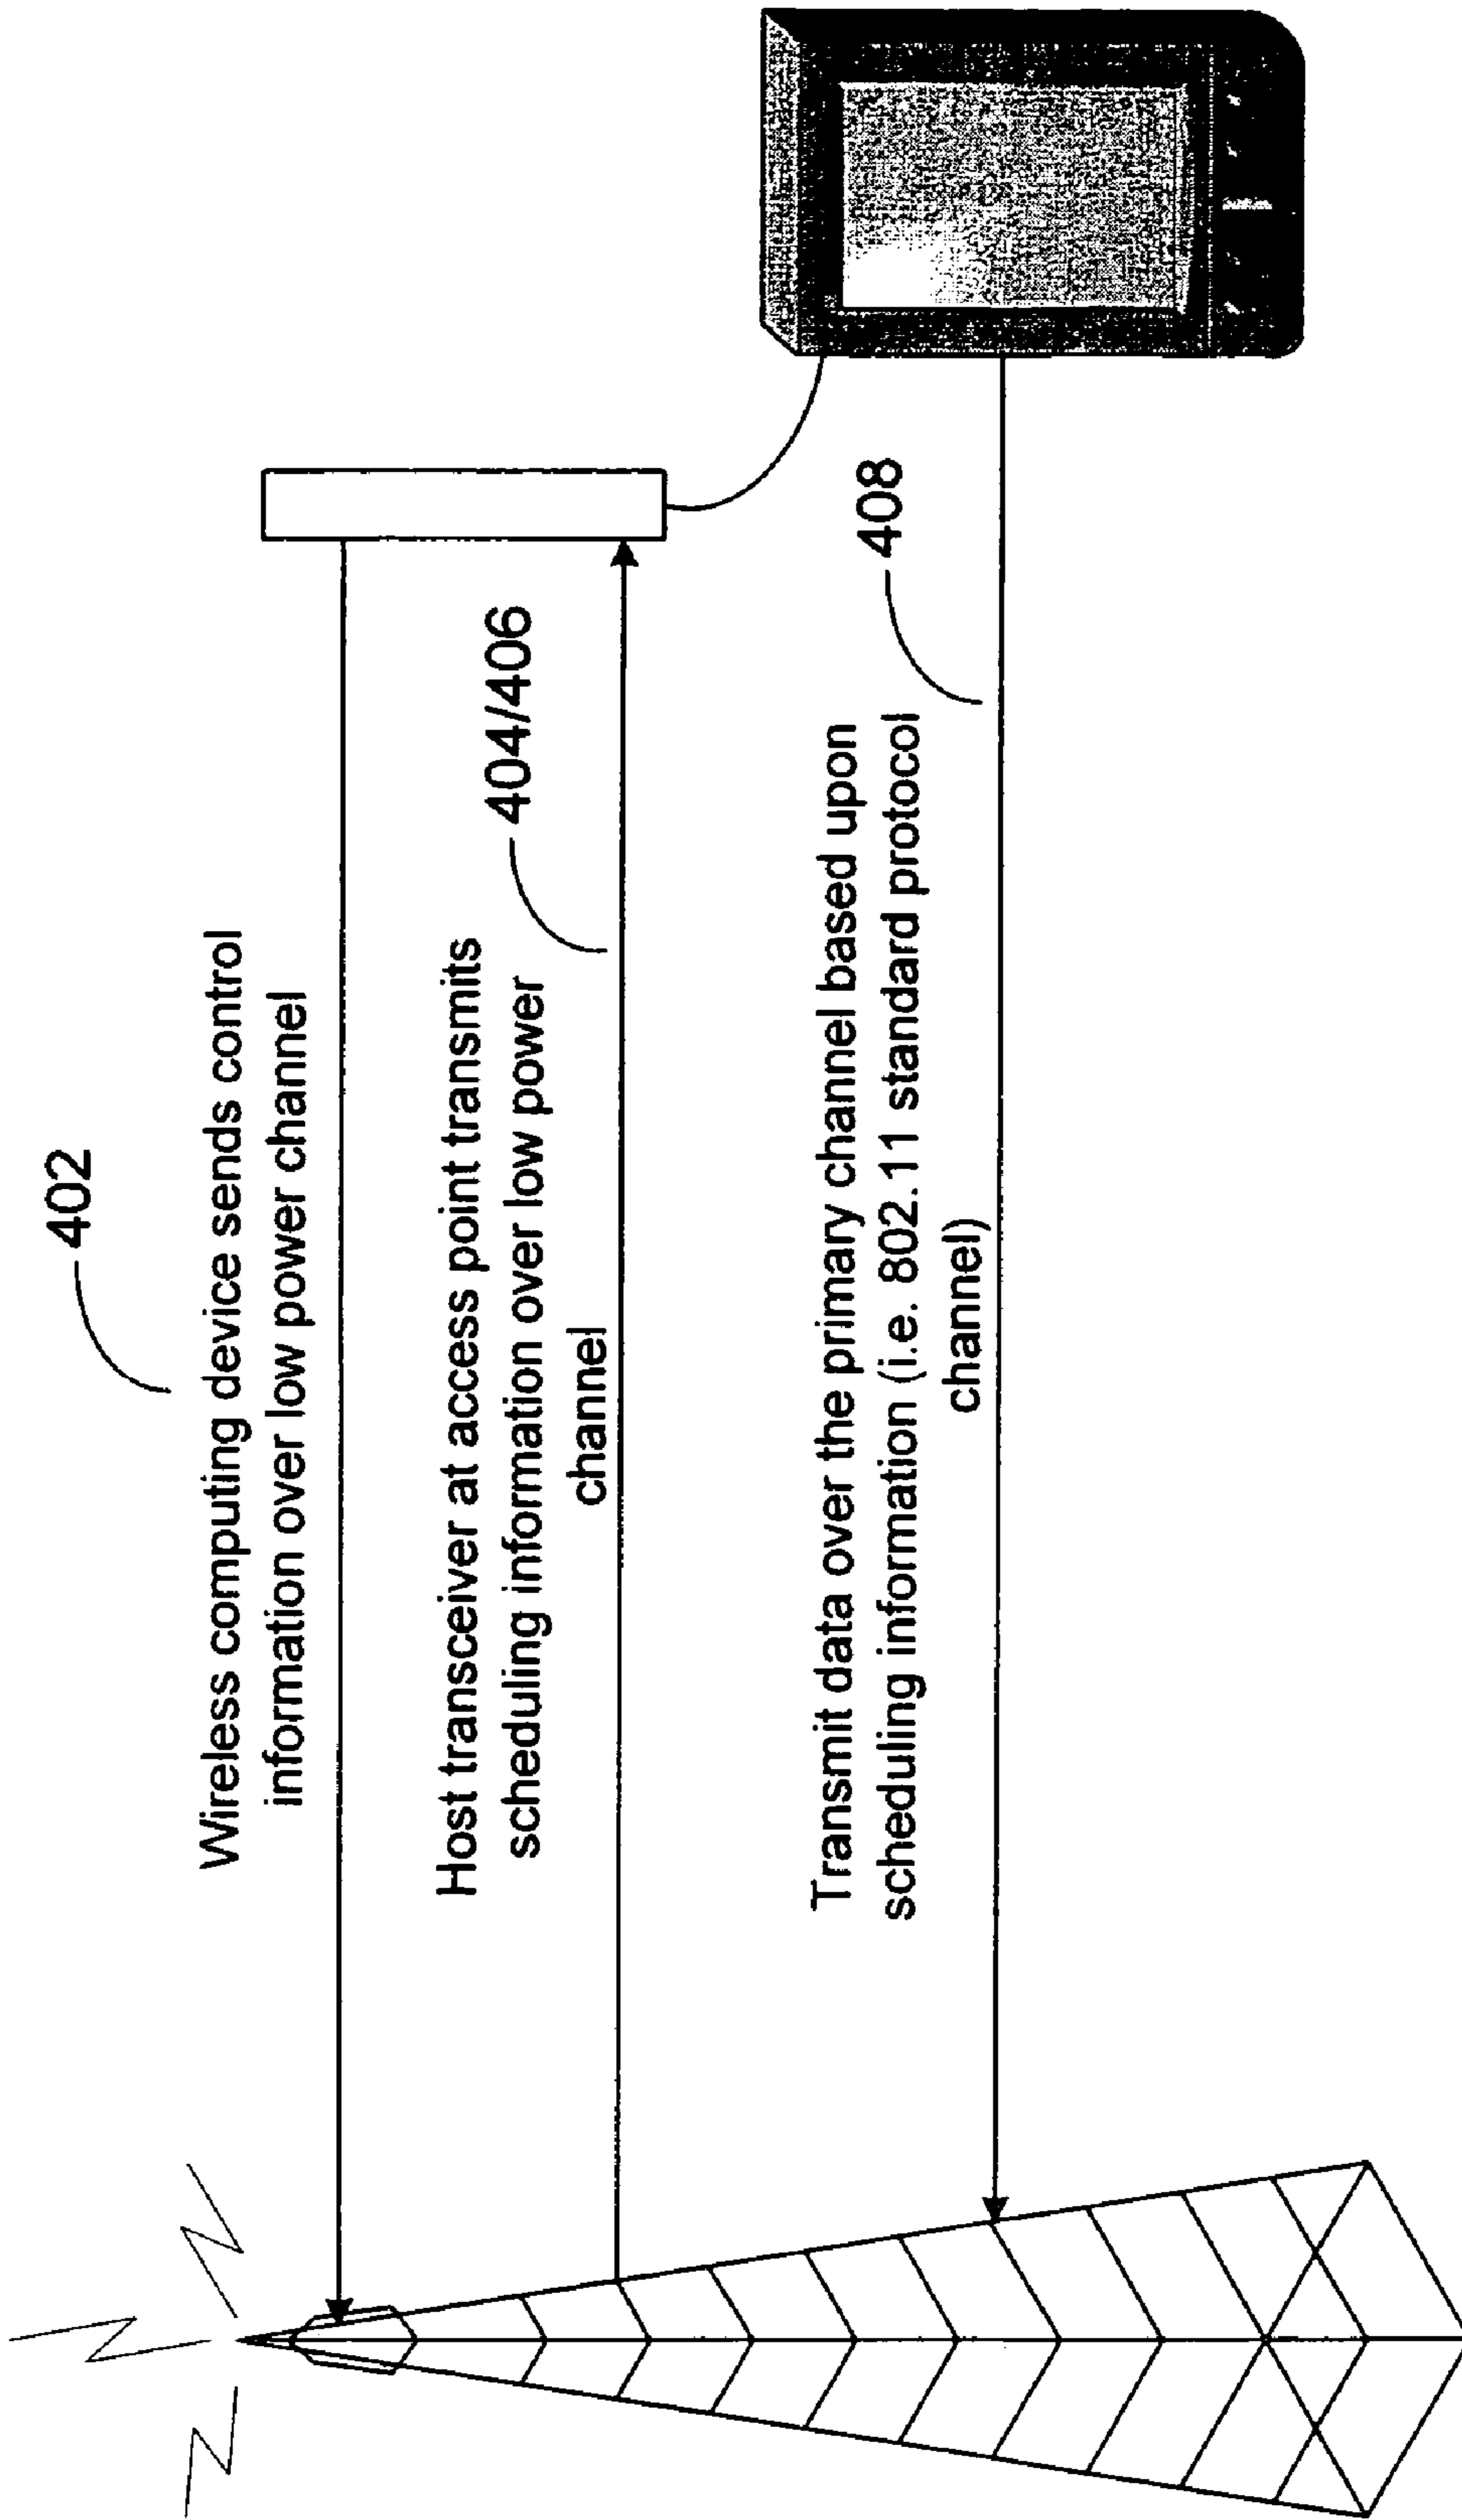 402
Wireless computing device sends control
information over low power channel
404/406
Host transceiver at access point transmits
scheduling information over low power
channel
408
Transmit data over the primary channel based upon
scheduling information (i.e. 802.11 standard protocol
channel)